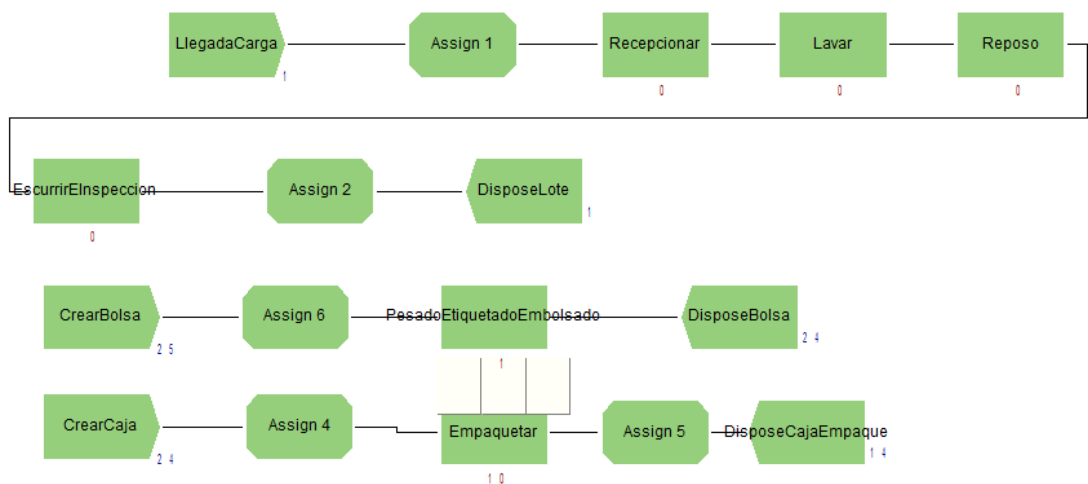 LlegadaCarga Assign 1 Recepcionar Lavar Reposo
1 0 0 0
EscurrirEInspeccion Assign 2 DisposeLote
0 1
CrearBolsa Assign 6 PesadoEtiquetadoEmbolsado DisposeBolsa
2 5 1 2 4
CrearCaja Assign 4 Empaquetar Assign 5 DisposeCajaEmpaque
2 4 1 0 1 4